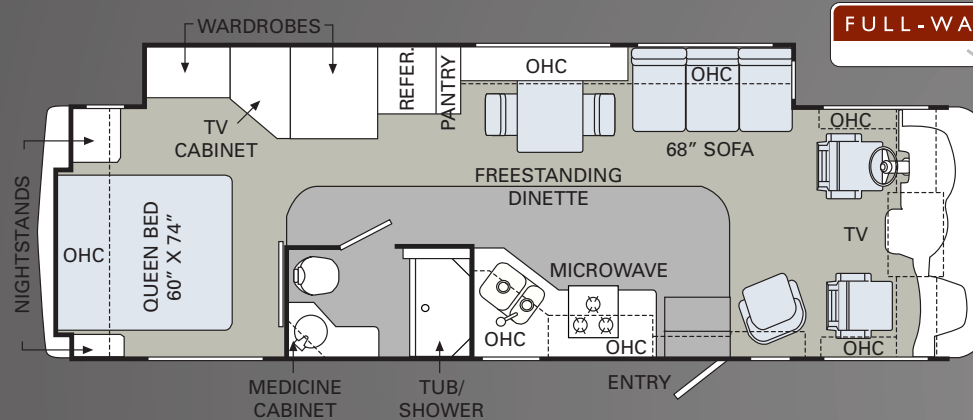 WARDROBES
FULL-WA
REFER.
PANTRY
OHC
OHC
TV
CABINET
68" SOFA
OHC
FREESTANDING
DINETTE
NIGHTSTANDS
OHC
QUEEN BED
60" X 74"
TV
MICROWAVE
OHC
OHC
OHC
MEDICINE
CABINET
TUB/
SHOWER
ENTRY